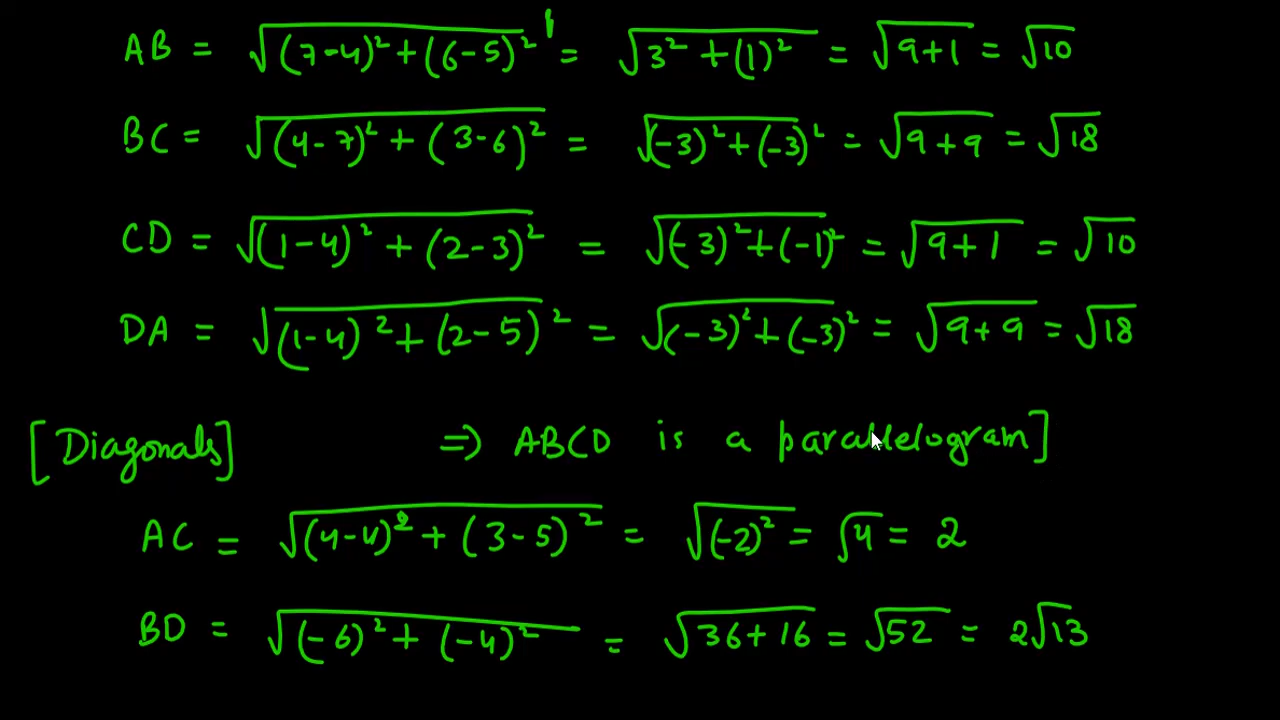 AB = √(7-4)² + (6-5)² = √3² + (1)² = √9+1 = √10
BC = √(4-7)² + (3-6)² = √(-3)² + (-3)² = √9+9 = √18
CD = √(1-4)² + (2-3)² = √(-3)² + (-1)² = √9+1 = √10
DA = √(1-4)² + (2-5)² = √(-3)² + (-3)² = √9+9 = √18
[Diagonals] ⇒ ABCD is a parallelogram]
AC = √(4-4)² + (3-5)² = √(-2)² = √4 = 2
BD = √(-6)² + (-4)² = √36+16 = √52 = 2√13